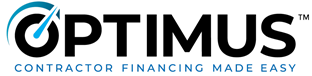 OPTIMUS™
CONTRACTOR FINANCING MADE EASY